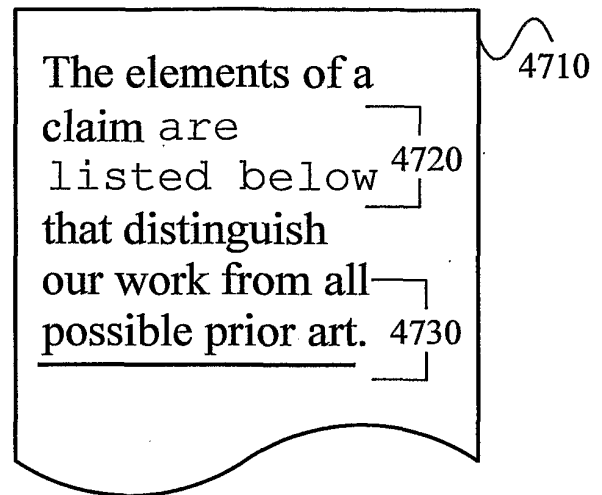 The elements of a
claim are
listed below
that distinguish
our work from all
possible prior art.
4710
4720
4730